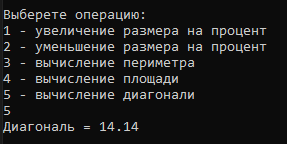 Выберете операцию:
1 - увеличение размера на процент
2 - уменьшение размера на процент
3 - вычисление периметра
4 - вычисление площади
5 - вычисление диагонали
5
Диагональ = 14.14